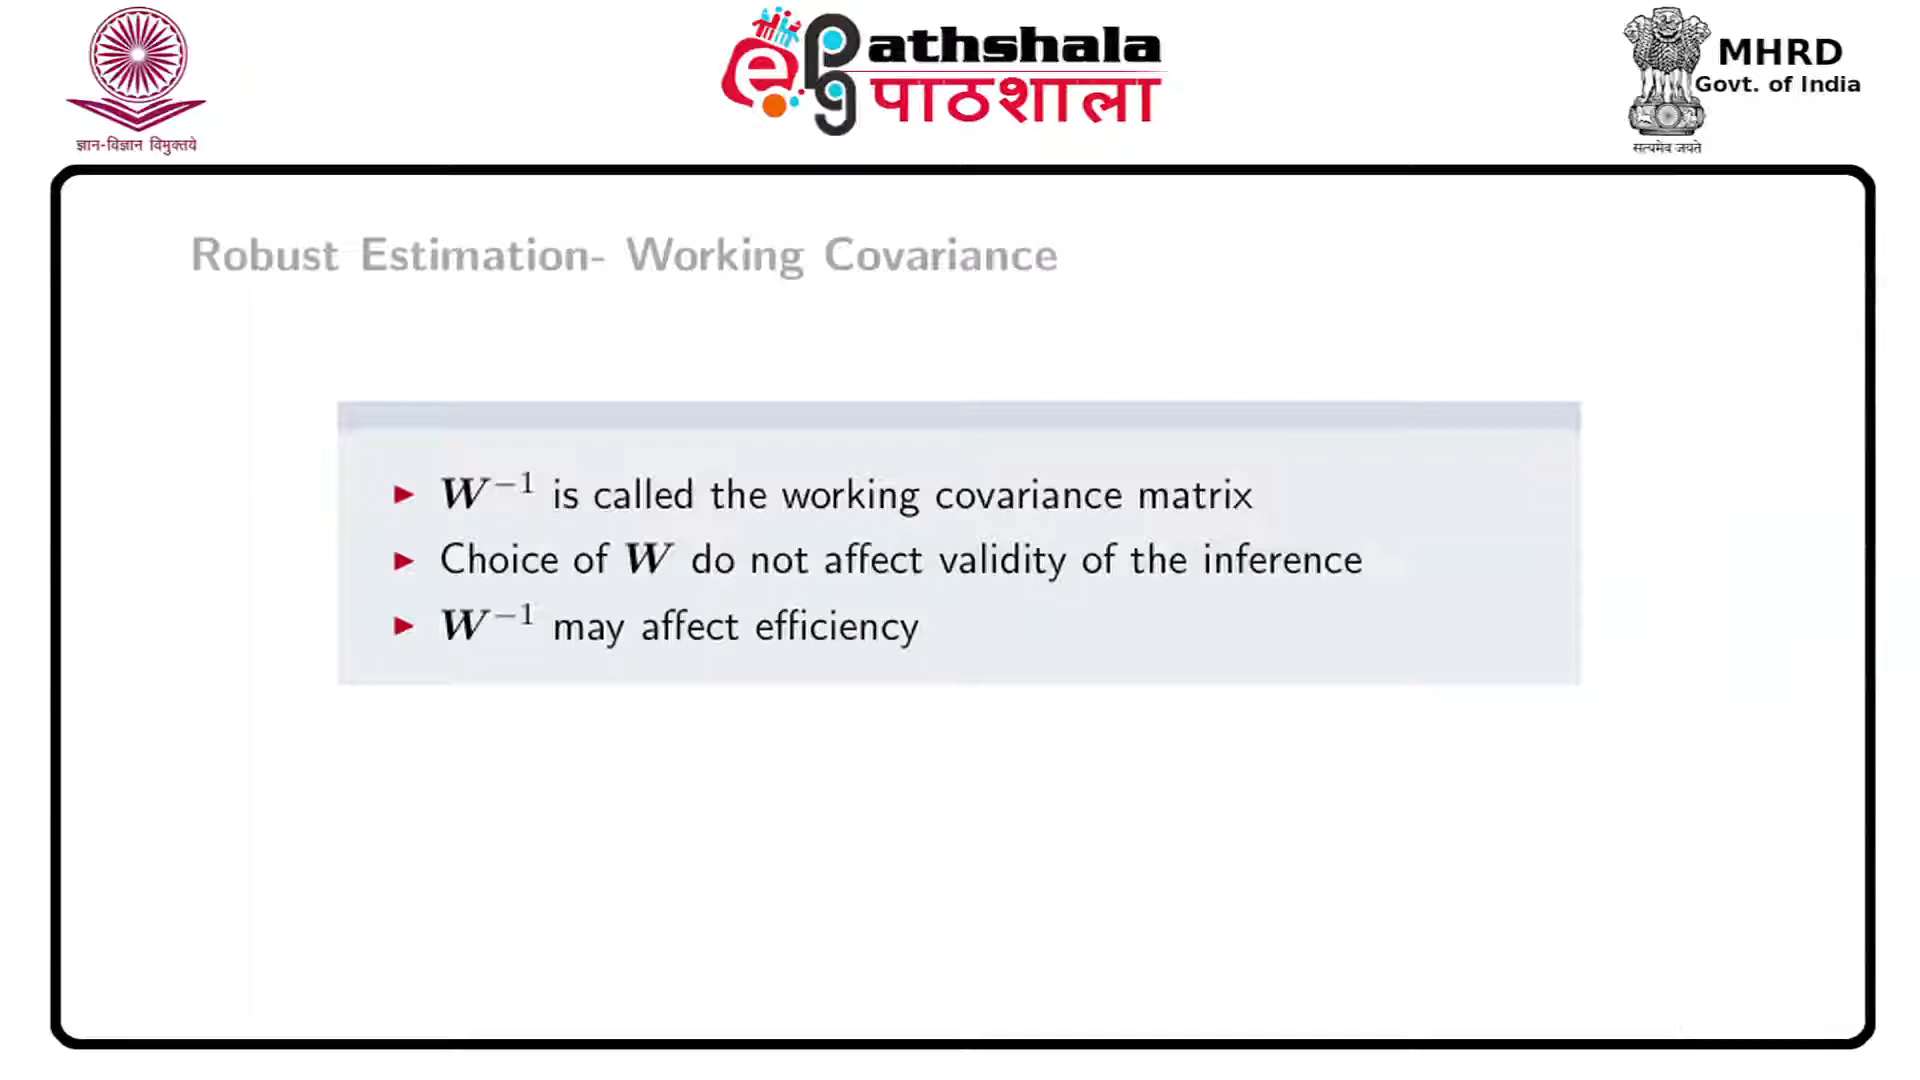 ज्ञान-विज्ञान विमुक्तये
ePathshala
पाठशाला
MHRD
Govt. of India
सत्यमेव जयते
Robust Estimation- Working Covariance
▶ W⁻¹ is called the working covariance matrix
▶ Choice of W do not affect validity of the inference
▶ W⁻¹ may affect efficiency